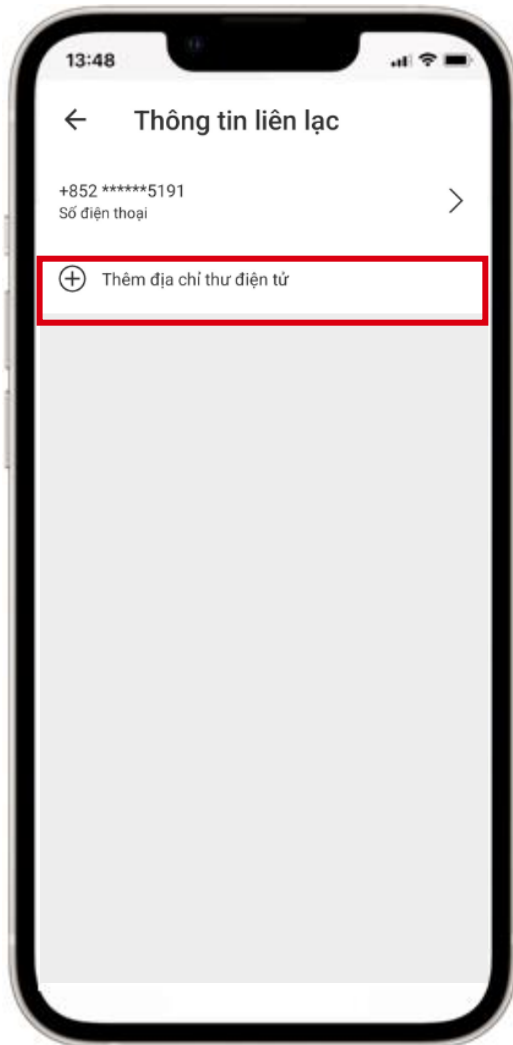 13:48
Thông tin liên lạc
+852 ******5191
Số điện thoại
Thêm địa chỉ thư điện tử